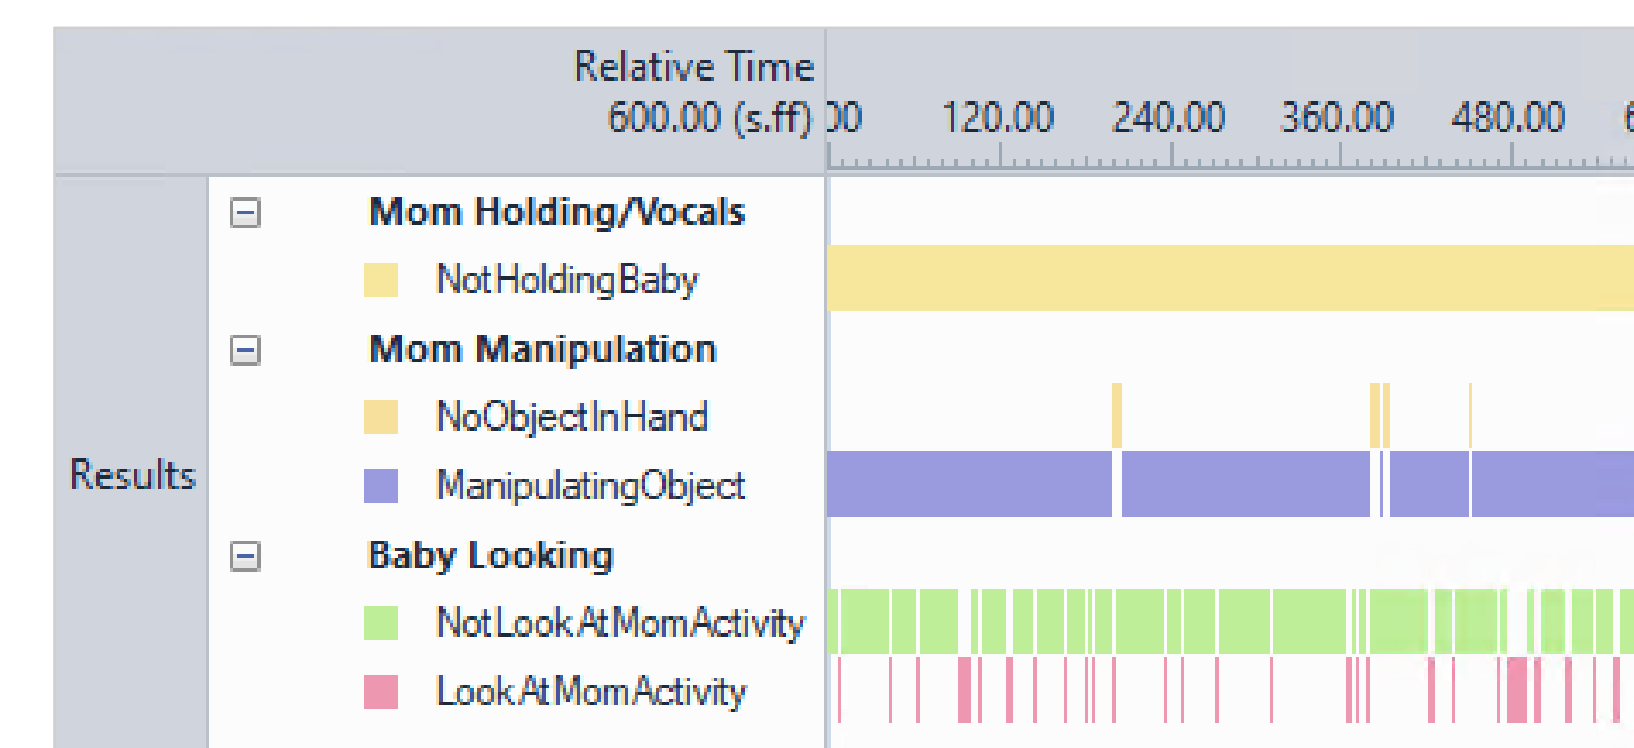 Relative Time
600.00 (s.ff) 00 120.00 240.00 360.00 480.00
Mom Holding/Vocals
NotHoldingBaby
Mom Manipulation
NoObjectInHand
Results
ManipulatingObject
Baby Looking
NotLookAtMomActivity
LookAtMomActivity